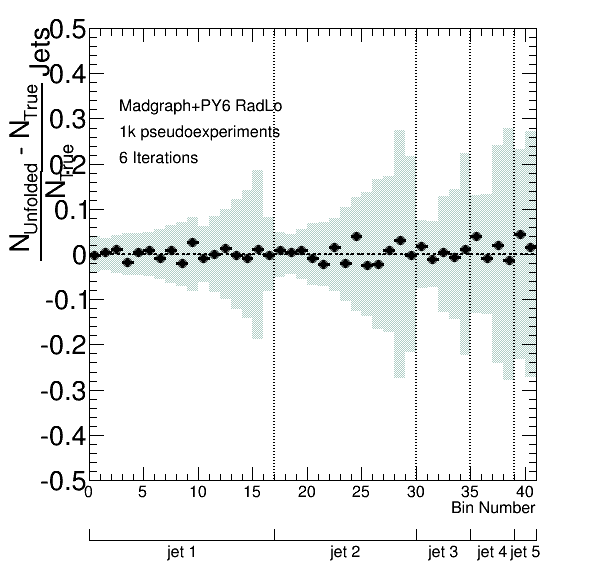 0.5
0.4
0.3
0.2
0.1
0
-0.1
-0.2
-0.3
-0.4
-0.5
N_Unfolded - N_True Jets
N_True
Madgraph+PY6 RadLo
1k pseudoexperiments
6 Iterations
0 5 10 15 20 25 30 35 40
Bin Number
jet 1 jet 2 jet 3 jet 4 jet 5